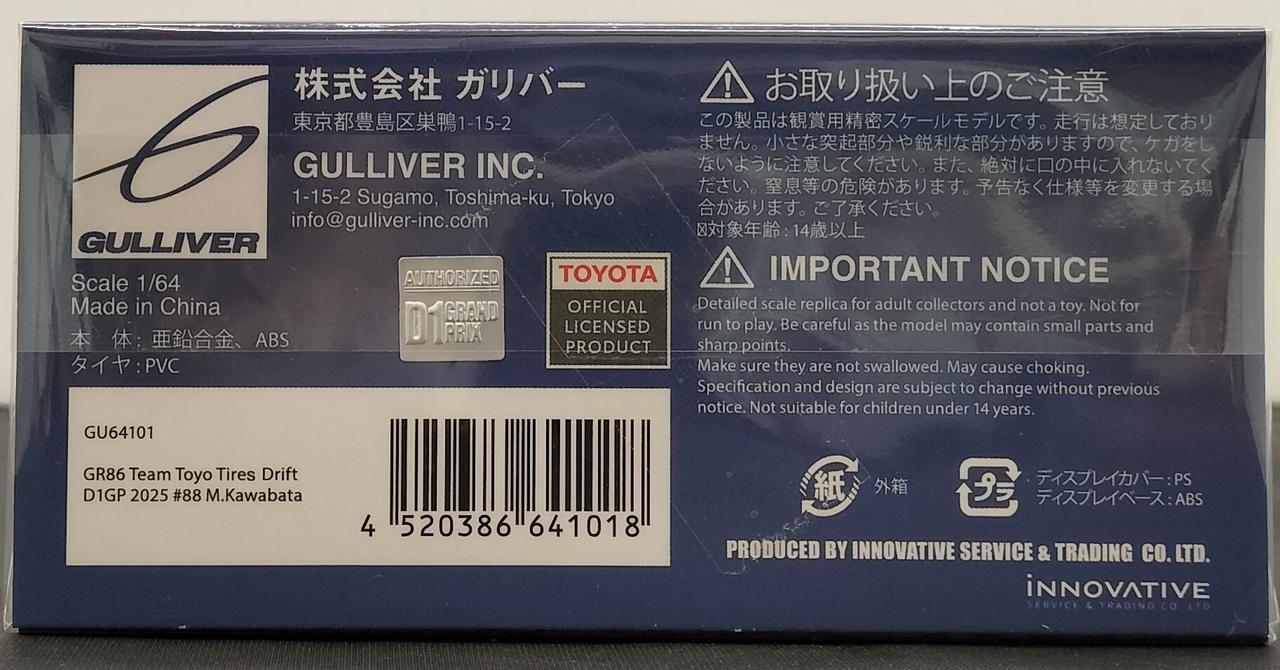 GULLIVER
株式会社 ガリバー
東京都豊島区巣鴨1-15-2
GULLIVER INC.
1-15-2 Sugamo, Toshima-ku, Tokyo
info@gulliver-inc.com
Scale 1/64
Made in China
本　体：亜鉛合金、ABS
タイヤ：PVC
AUTHORIZED
D1 GRAND
PRIX
TOYOTA
OFFICIAL
LICENSED
PRODUCT
GU64101
GR86 Team Toyo Tires Drift
D1GP 2025 #88 M.Kawabata
4 520386 641018
お取り扱い上のご注意
この製品は観賞用精密スケールモデルです。走行は想定しており
ません。小さな突起部分や鋭利な部分がありますので、ケガをし
ないように注意してください。また、絶対に口の中に入れないでく
ださい。窒息等の危険があります。予告なく仕様等を変更する場
合があります。ご了承ください。
対象年齢：14歳以上
IMPORTANT NOTICE
Detailed scale replica for adult collectors and not a toy. Not for
run to play. Be careful as the model may contain small parts and
sharp points.
Make sure they are not swallowed. May cause choking.
Specification and design are subject to change without previous
notice. Not suitable for children under 14 years.
紙 外箱
プラ ディスプレイカバー：PS
ディスプレイベース：ABS
PRODUCED BY INNOVATIVE SERVICE & TRADING CO. LTD.
iNNOVATIVE
SERVICE & TRADING CO. LTD